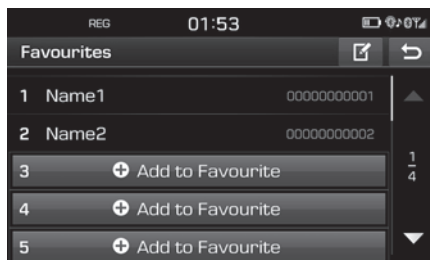 REG 01:53
Favourites
1 Name1 00000000001
2 Name2 00000000002
3 Add to Favourite
4 Add to Favourite
5 Add to Favourite
1
4